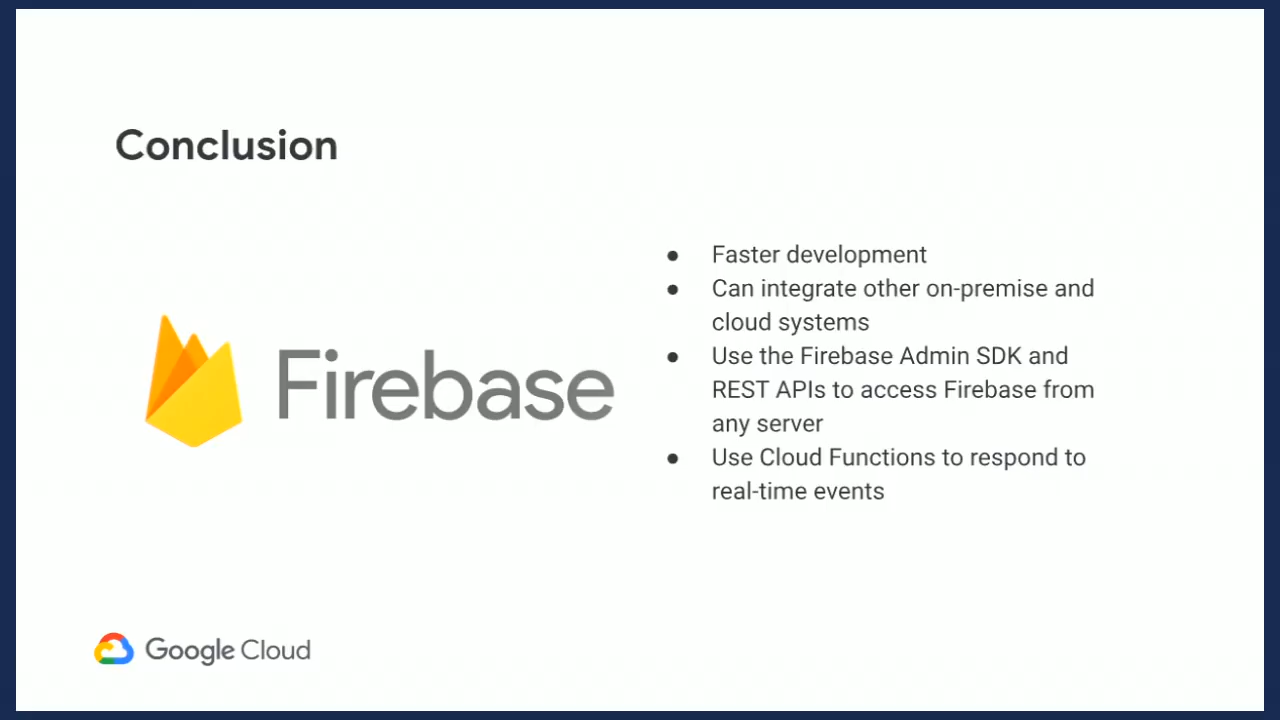 Conclusion
Firebase
● Faster development
● Can integrate other on-premise and
cloud systems
● Use the Firebase Admin SDK and
REST APIs to access Firebase from
any server
● Use Cloud Functions to respond to
real-time events
Google Cloud